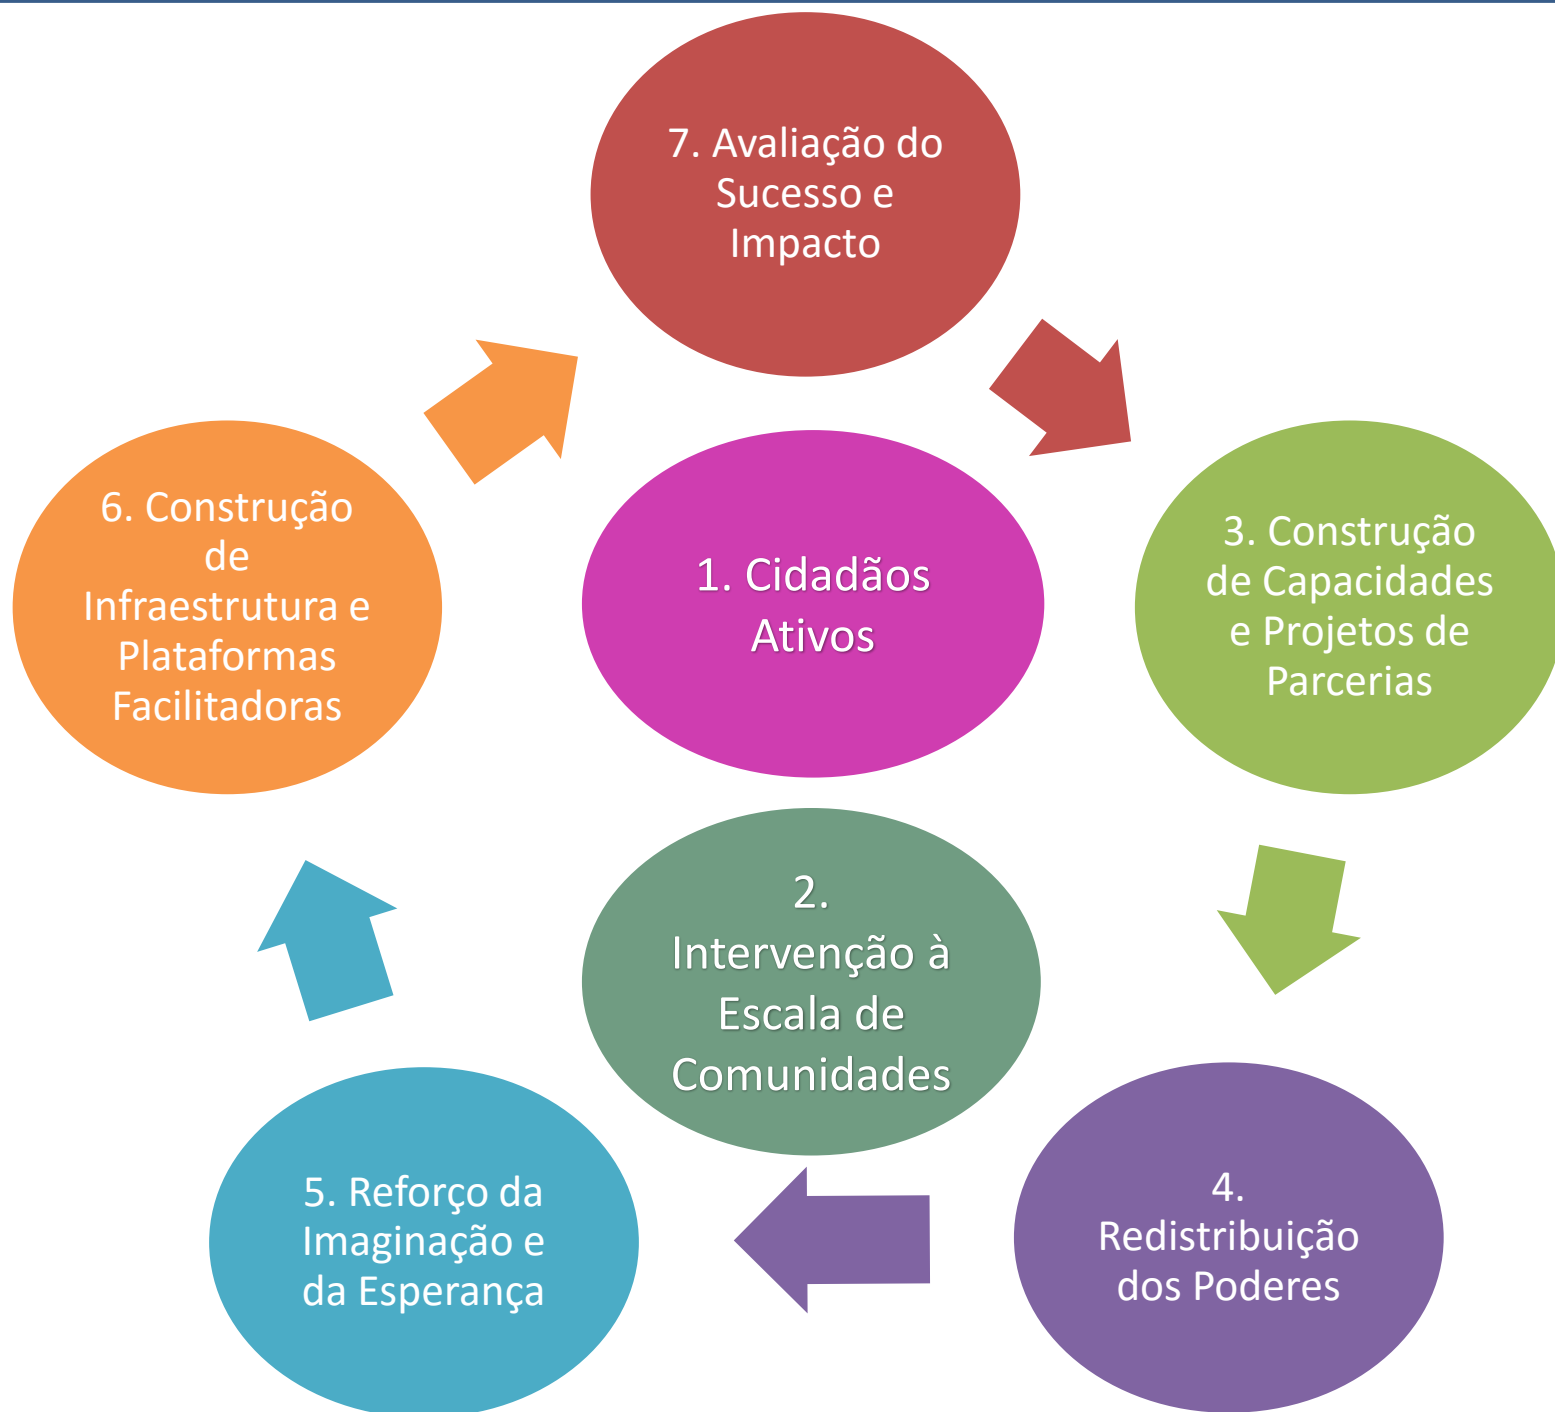 7. Avaliação do
Sucesso e
Impacto
6. Construção
de
Infraestrutura e
Plataformas
Facilitadoras
1. Cidadãos
Ativos
3. Construção
de Capacidades
e Projetos de
Parcerias
2.
Intervenção à
Escala de
Comunidades
5. Reforço da
Imaginação e
da Esperança
4.
Redistribuição
dos Poderes